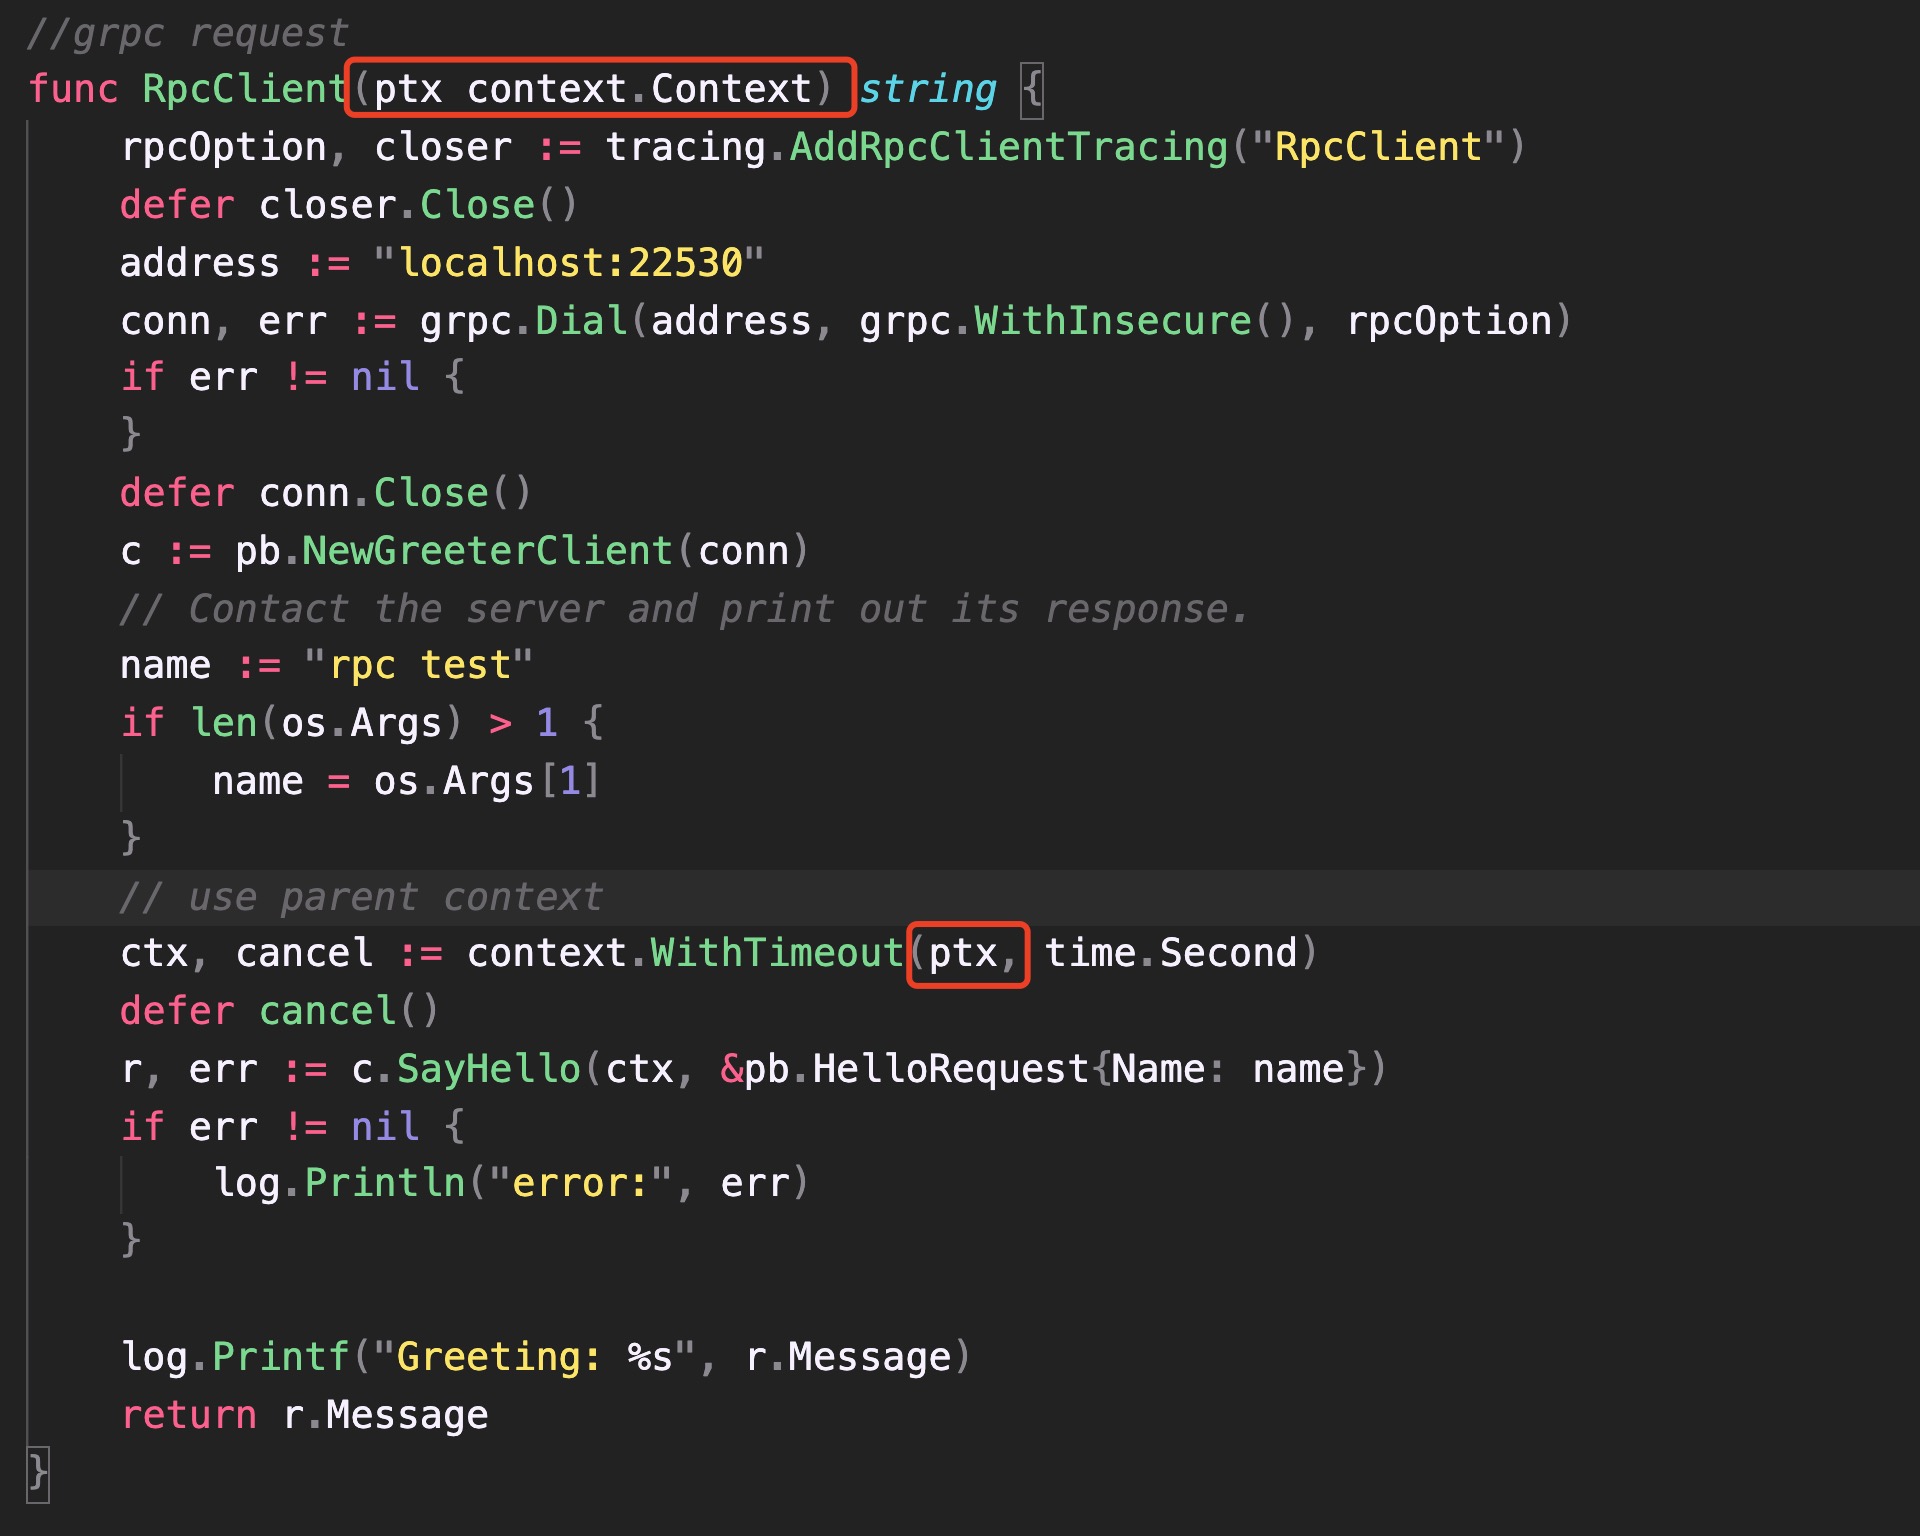 //grpc request
func RpcClient(ptx context.Context) string {
rpcOption, closer := tracing.AddRpcClientTracing("RpcClient")
defer closer.Close()
address := "localhost:22530"
conn, err := grpc.Dial(address, grpc.WithInsecure(), rpcOption)
if err != nil {
}
defer conn.Close()
c := pb.NewGreeterClient(conn)
// Contact the server and print out its response.
name := "rpc test"
if len(os.Args) > 1 {
name = os.Args[1]
}
// use parent context
ctx, cancel := context.WithTimeout(ptx, time.Second)
defer cancel()
r, err := c.SayHello(ctx, &pb.HelloRequest{Name: name})
if err != nil {
log.Println("error:", err)
}
log.Printf("Greeting: %s", r.Message)
return r.Message
}